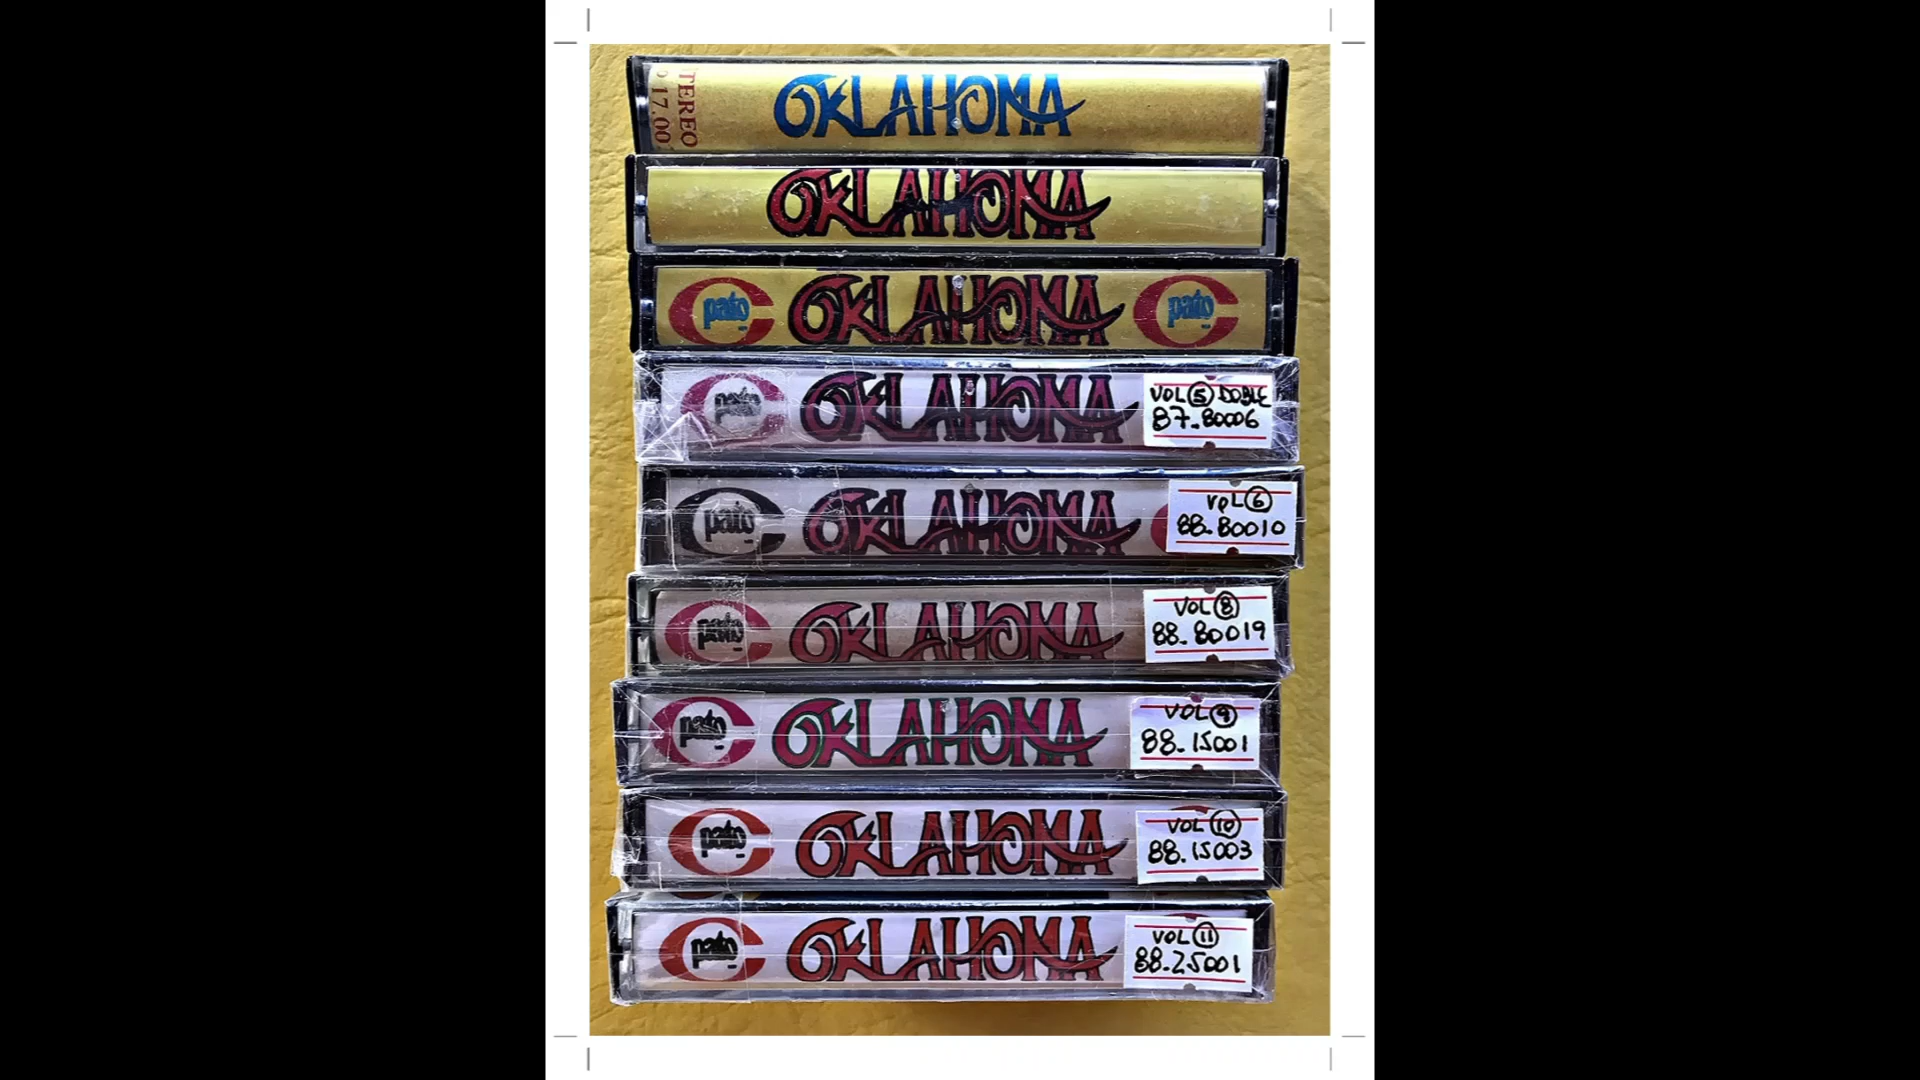 TEREO
17.00
OKLAHOMA
OKLAHOMA
pato
OKLAHOMA
pato
pato
OKLAHOMA
VOL 5 DOBLE
87-80006
pato
OKLAHOMA
VOL 6
88-80010
pato
OKLAHOMA
VOL 8
88-80019
pato
OKLAHOMA
VOL 9
88-15001
pato
OKLAHOMA
VOL 10
88.15003
pato
OKLAHOMA
VOL 11
88-25001